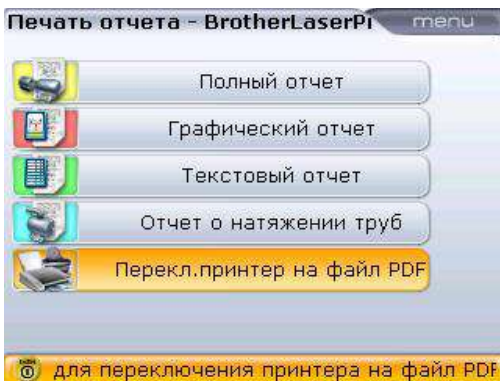 Печать отчета - BrotherLaserPi menu
Полный отчет
Графический отчет
Текстовый отчет
Отчет о натяжении труб
Перекл.принтер на файл PDF
для переключения принтера на файл PDF